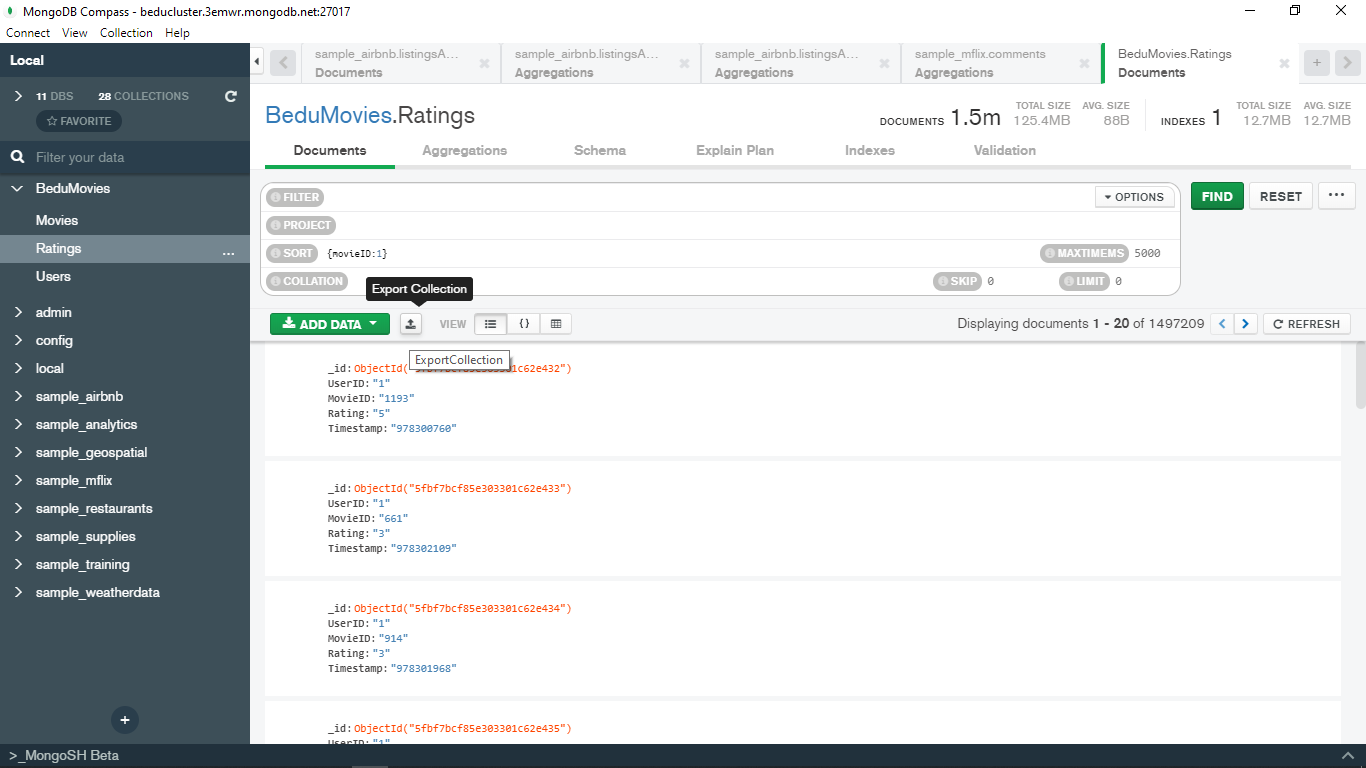 MongoDB Compass - beducluster.3emwr.mongodb.net:27017
Connect View Collection Help
Local
11 DBS 28 COLLECTIONS
FAVORITE
Filter your data
BeduMovies
Movies
Ratings ...
Users
admin
config
local
sample_airbnb
sample_analytics
sample_geospatial
sample_mflix
sample_restaurants
sample_supplies
sample_training
sample_weatherdata
+
sample_airbnb.listingsA...
Documents
sample_airbnb.listingsA...
Aggregations
sample_airbnb.listingsA...
Aggregations
sample_mflix.comments
Aggregations
BeduMovies.Ratings
Documents
+
BeduMovies.Ratings
DOCUMENTS 1.5m
TOTAL SIZE AVG. SIZE
125.4MB 88B
INDEXES 1
TOTAL SIZE AVG. SIZE
12.7MB 12.7MB
Documents Aggregations Schema Explain Plan Indexes Validation
FILTER OPTIONS
FIND RESET ...
PROJECT
SORT {movieID:1} MAXTIMEMS 5000
COLLATION SKIP 0 LIMIT 0
Export Collection
ADD DATA VIEW {} Displaying documents 1 - 20 of 1497209 < > REFRESH
ExportCollection
_id: ObjectId( 1c62e432")
UserID: "1"
MovieID: "1193"
Rating: "5"
Timestamp: "978300760"
_id: ObjectId("5fbf7bcf85e303301c62e433")
UserID: "1"
MovieID: "661"
Rating: "3"
Timestamp: "978302109"
_id: ObjectId("5fbf7bcf85e303301c62e434")
UserID: "1"
MovieID: "914"
Rating: "3"
Timestamp: "978301968"
_id: ObjectId("5fbf7bcf85e303301c62e435")
UserID: "1"
>_MongoSH Beta